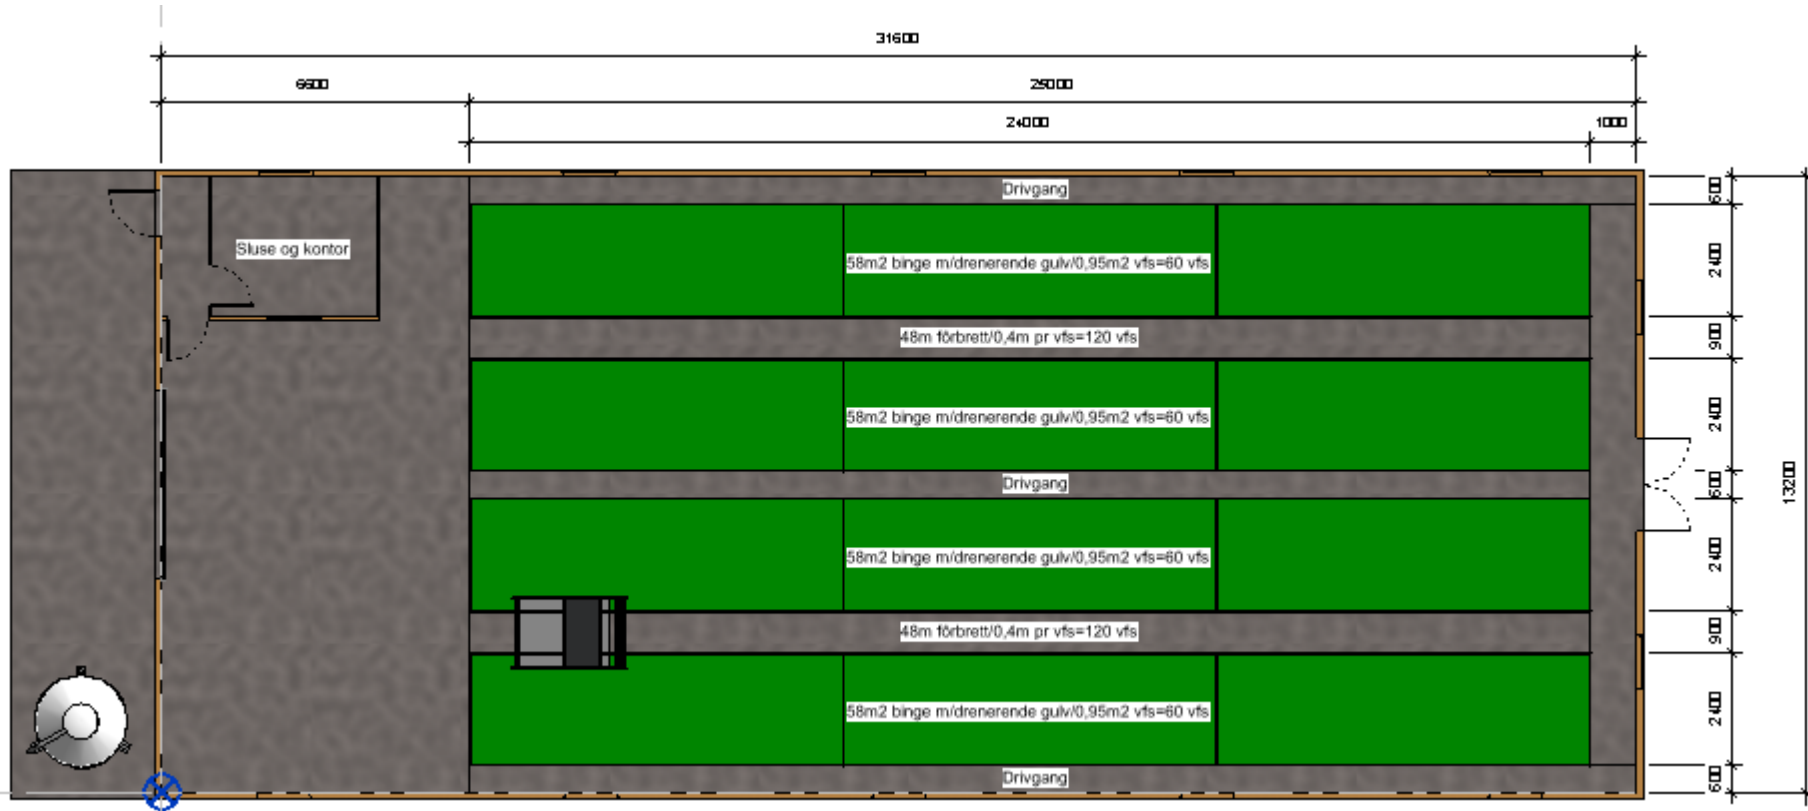 31600
6600
25000
24000
1000
Drivgang
600
Sluse og kontor
58m2 binge m/drenerende gulv/0,95m2 vfs=60 vfs
2400
48m fôrbrett/0,4m pr vfs=120 vfs
900
58m2 binge m/drenerende gulv/0,95m2 vfs=60 vfs
2400
Drivgang
600
13200
58m2 binge m/drenerende gulv/0,95m2 vfs=60 vfs
2400
48m fôrbrett/0,4m pr vfs=120 vfs
900
58m2 binge m/drenerende gulv/0,95m2 vfs=60 vfs
2400
Drivgang
600